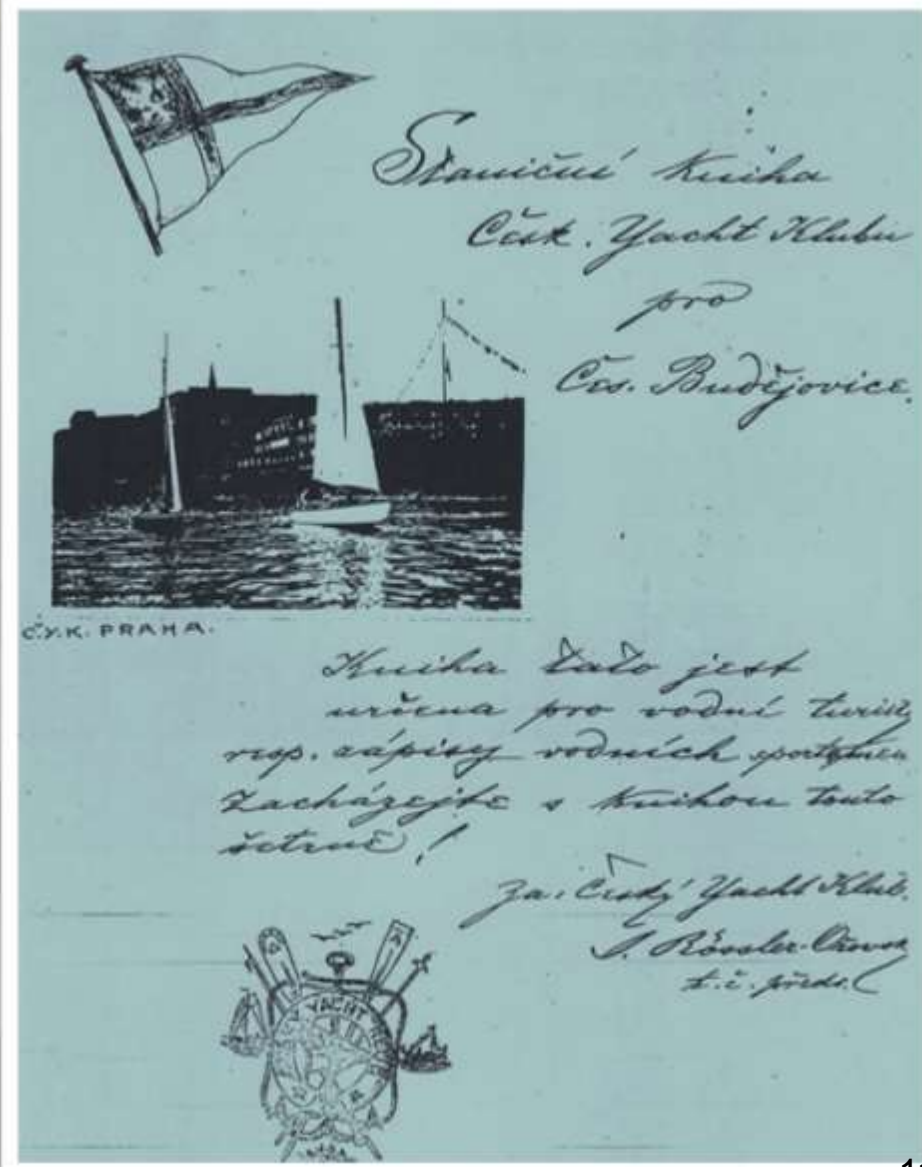 Staniční kniha
Česk. Yacht Klubu
pro
Čes. Budějovice.
Č.Y.K. PRAHA.
Kniha tato jest
určena pro vodní turisty
resp. zápisy vodních
Zacházejte s knihou touto
šetrně!
Za: Český Yacht Klub.
J. Rössler-Ořovský
t. č. předs.
YACHT